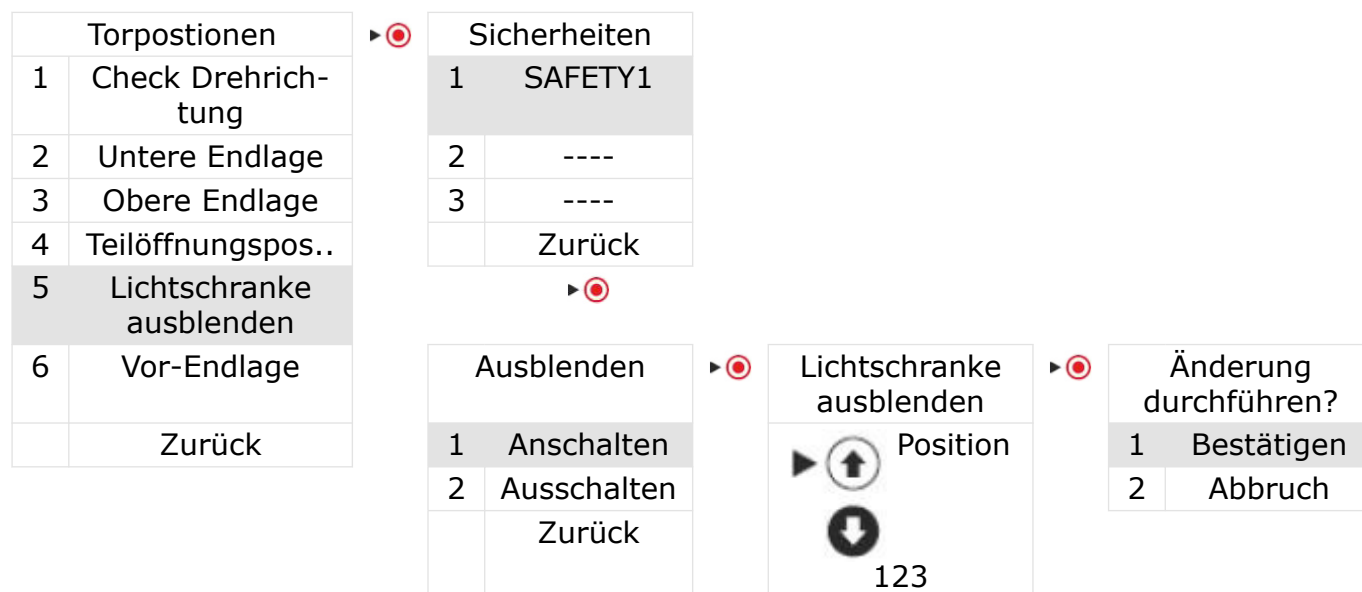 Torpostionen
1 Check Drehrich-
tung
2 Untere Endlage
3 Obere Endlage
4 Teilöffnungspos..
5 Lichtschranke
ausblenden
6 Vor-Endlage
Zurück
Sicherheiten
1 SAFETY1
2 ----
3 ----
Zurück
Ausblenden
1 Anschalten
2 Ausschalten
Zurück
Lichtschranke
ausblenden
Position
123
Änderung
durchführen?
1 Bestätigen
2 Abbruch